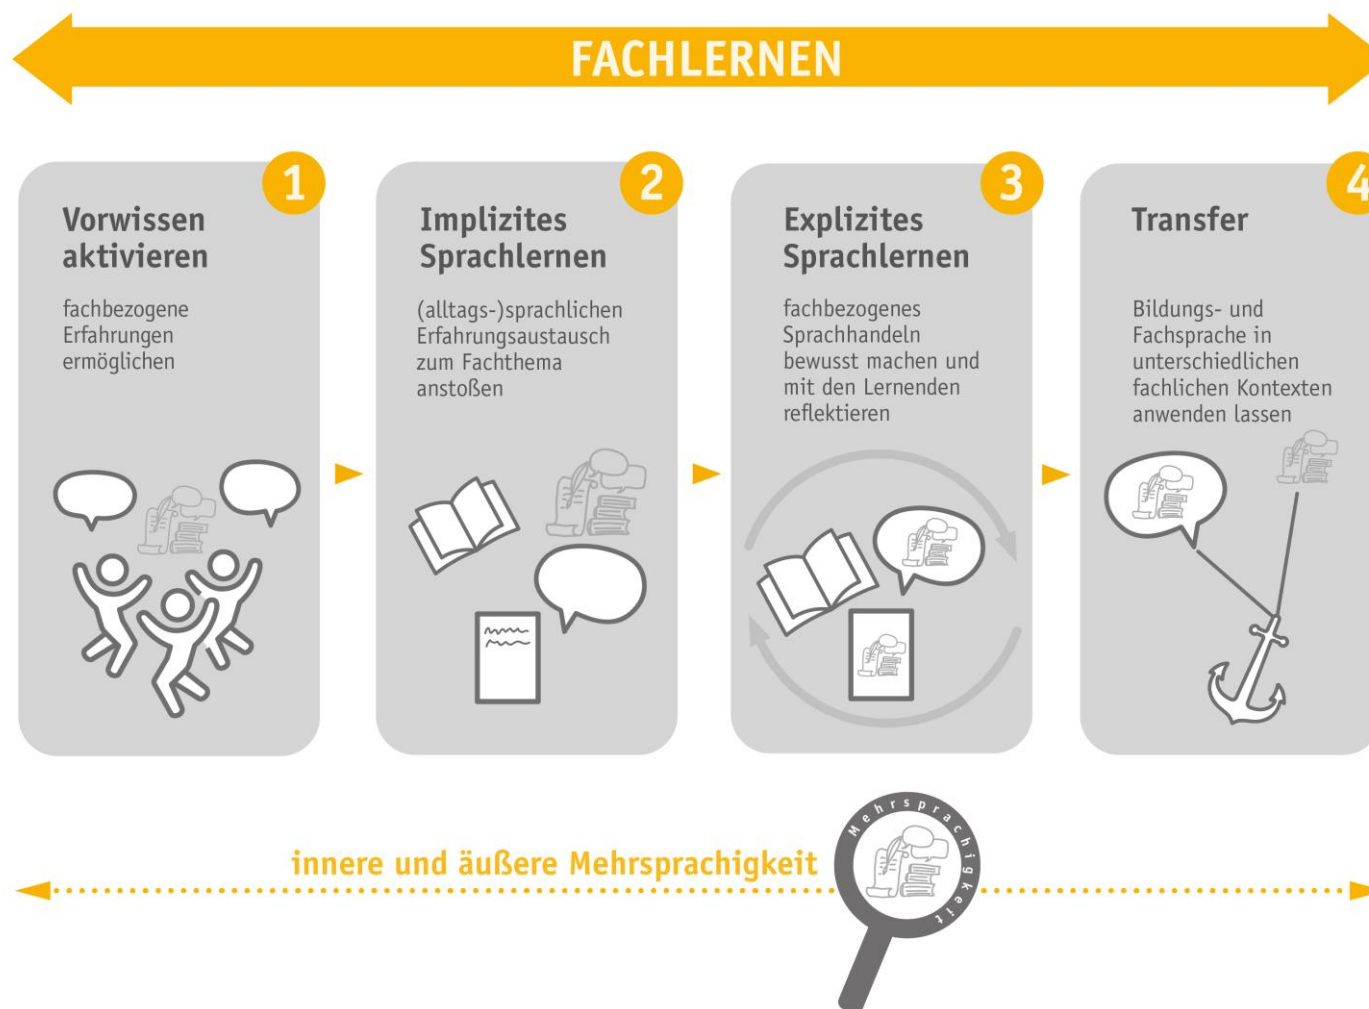 FACHLERNEN
1
Vorwissen
aktivieren
fachbezogene
Erfahrungen
ermöglichen
2
Implizites
Sprachlernen
(alltags-)sprachlichen
Erfahrungsaustausch
zum Fachthema
anstoßen
3
Explizites
Sprachlernen
fachbezogenes
Sprachhandeln
bewusst machen und
mit den Lernenden
reflektieren
4
Transfer
Bildungs- und
Fachsprache in
unterschiedlichen
fachlichen Kontexten
anwenden lassen
innere und äußere Mehrsprachigkeit
Mehrsprachigkeit